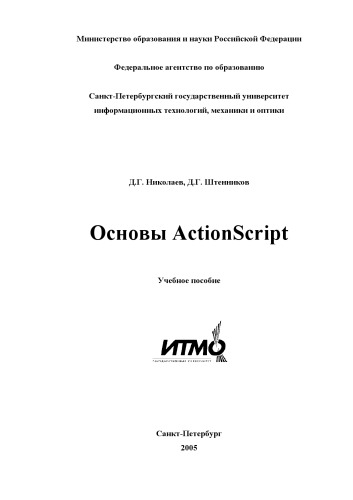 Министерство образования и науки Российской Федерации
Федеральное агентство по образованию
Санкт-Петербургский государственный университет
информационных технологий, механики и оптики
Д.Г. Николаев, Д.Г. Штенников
Основы ActionScript
Учебное пособие
ИТМО
Санкт-Петербург
2005